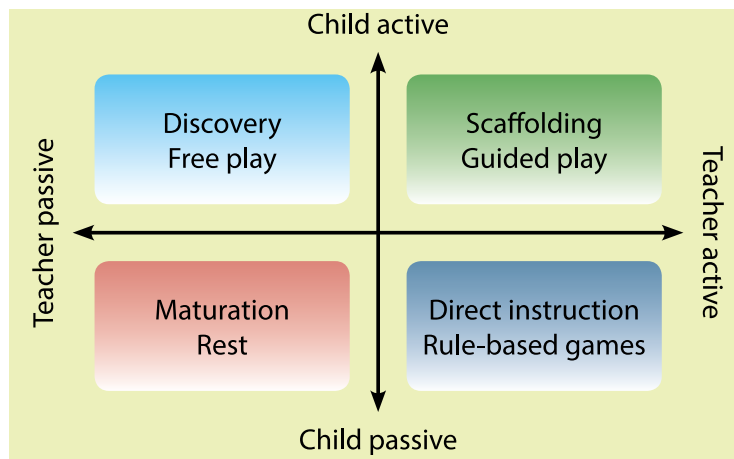 Child active
Discovery
Free play
Scaffolding
Guided play
Teacher passive
Teacher active
Maturation
Rest
Direct instruction
Rule-based games
Child passive